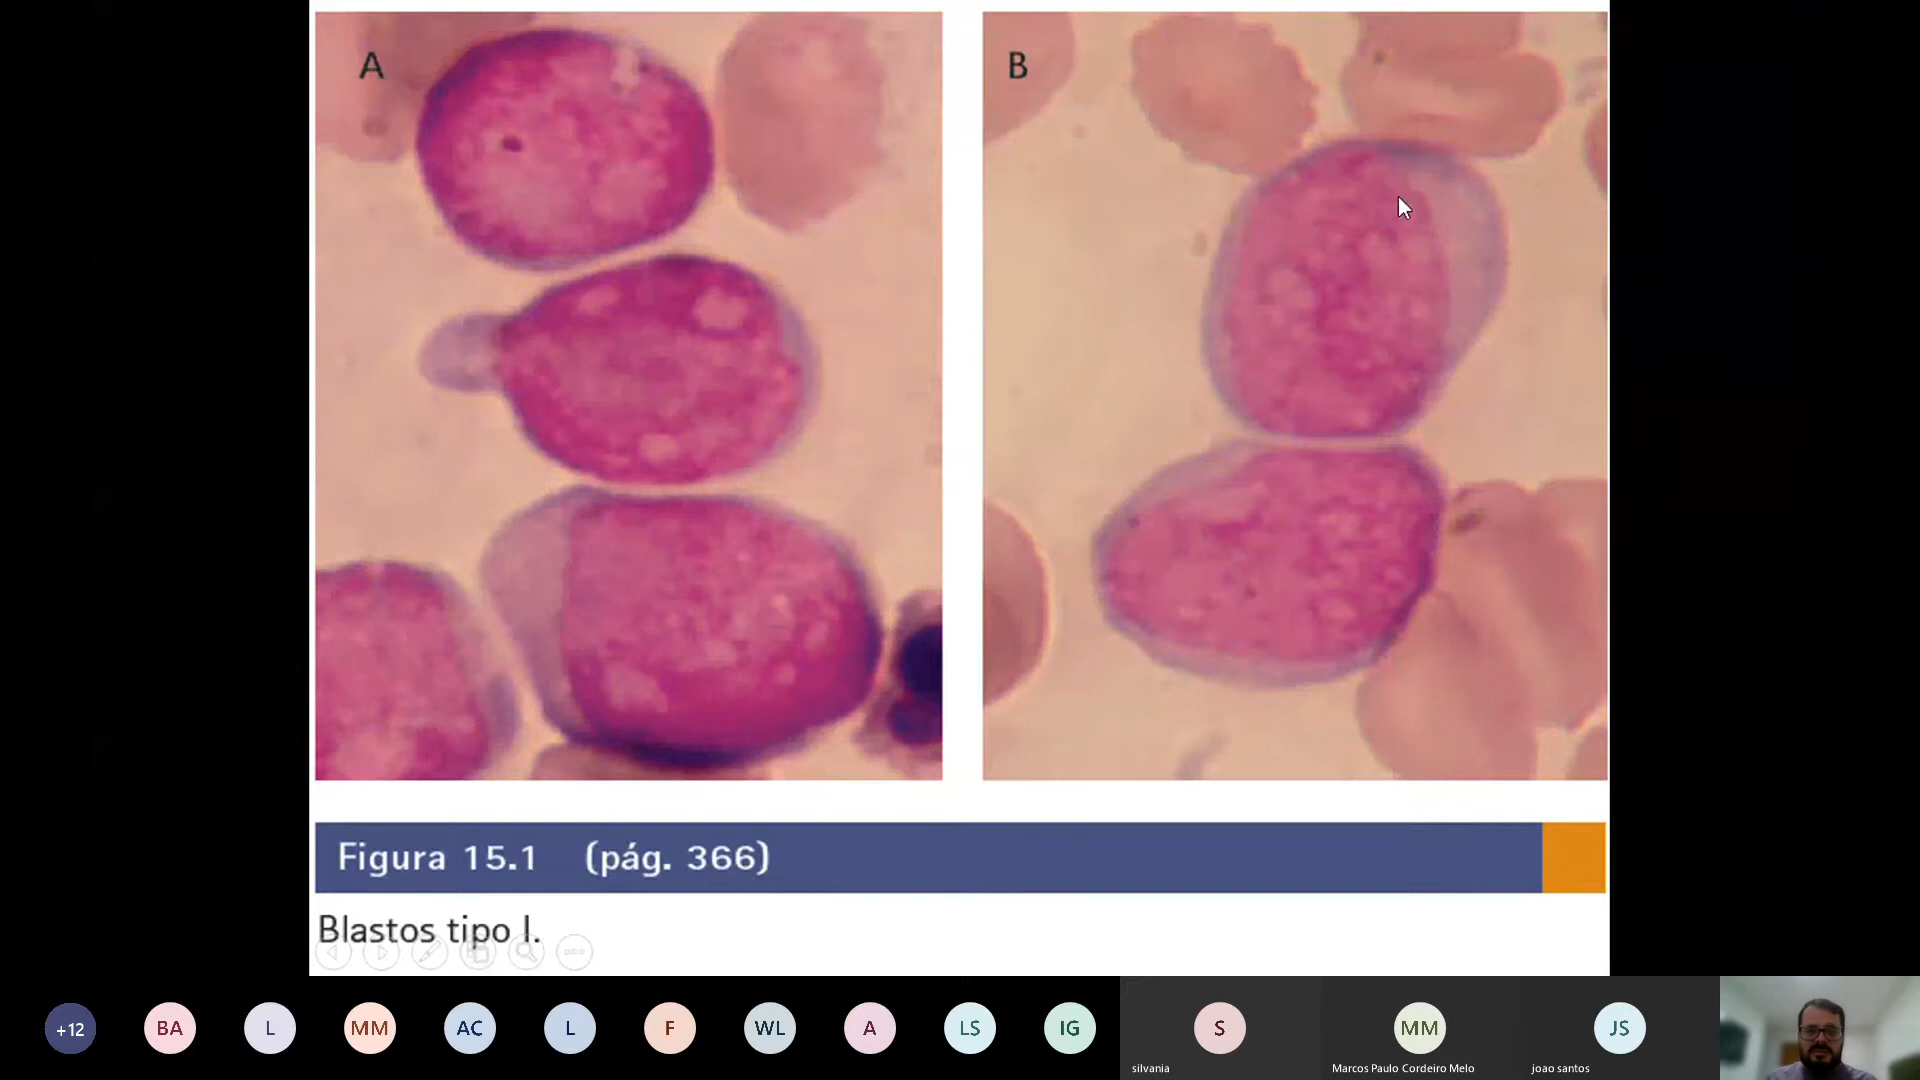 A
B
Figura 15.1 (pág. 366)
Blastos tipo I.
+12
BA
L
MM
AC
L
F
WL
A
LS
IG
S
MM
JS
silvania
Marcos Paulo Cordeiro Melo
joao santos